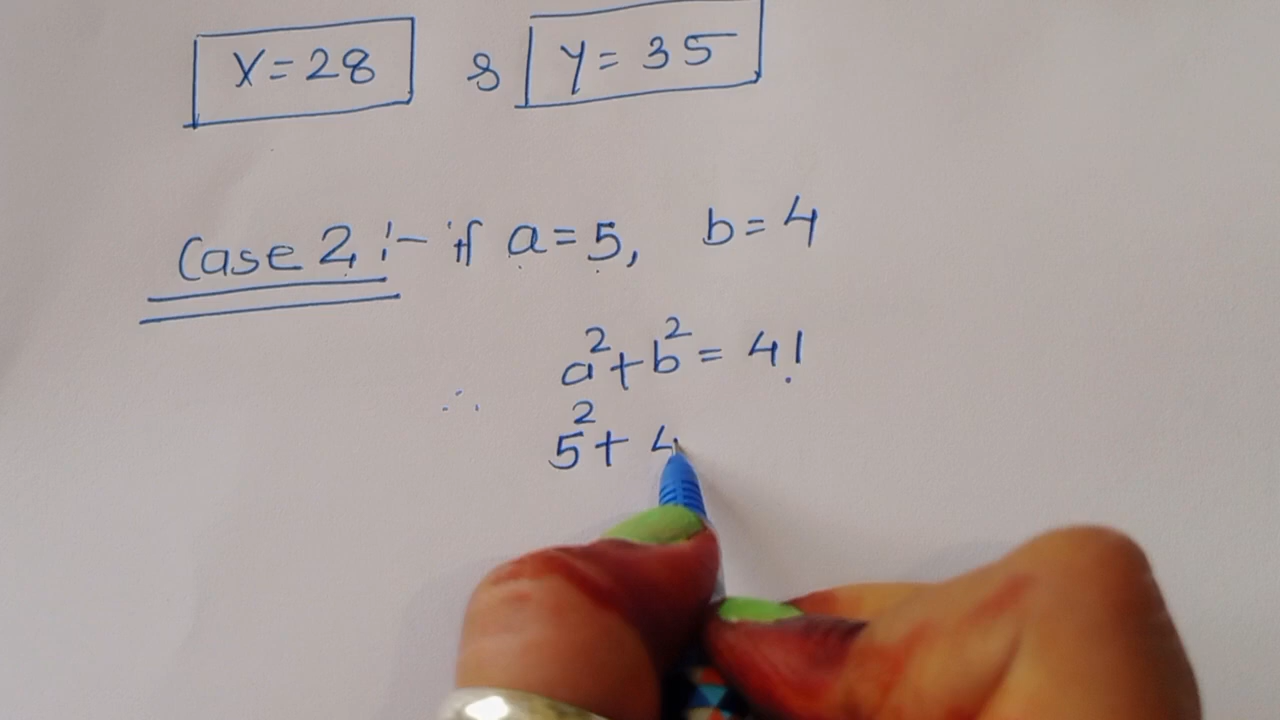 X=28 & Y=35
Case 2 :- if a=5, b=4
a²+b² = 41
∴
5²+ 4